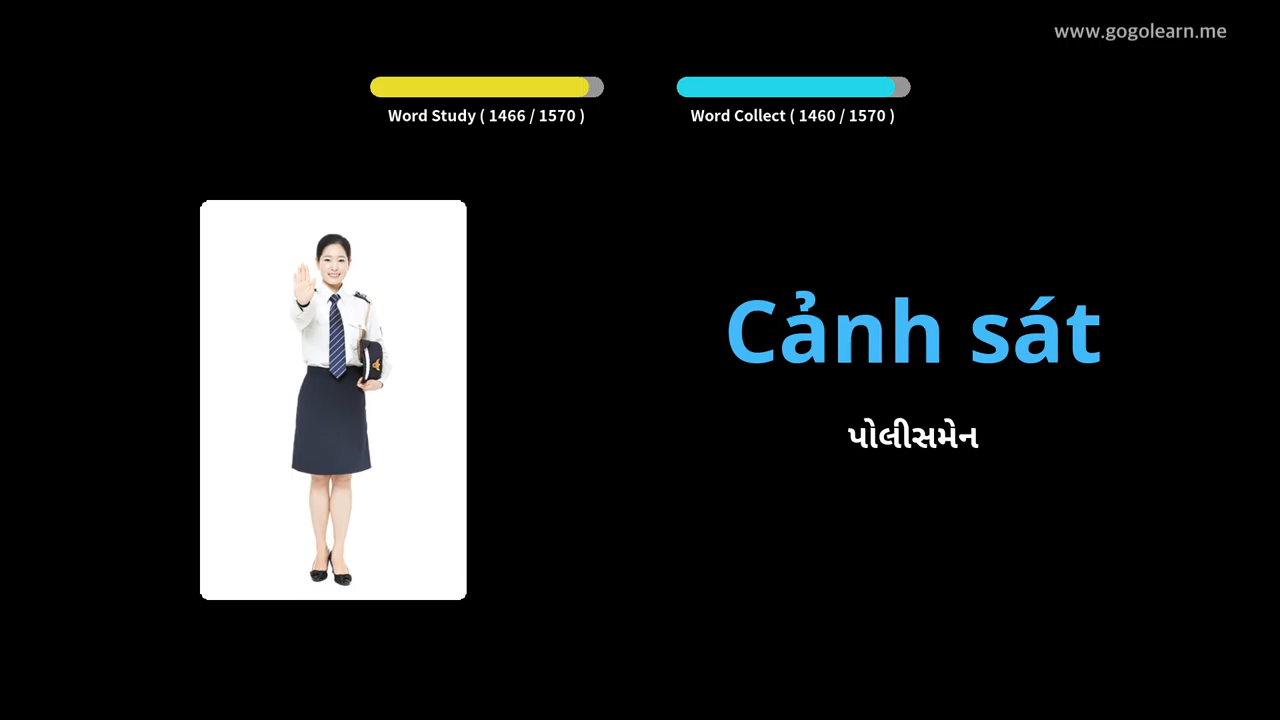 www.gogolearn.me
Word Study ( 1466 / 1570 )
Word Collect ( 1460 / 1570 )
Cảnh sát
પોલીસમેન